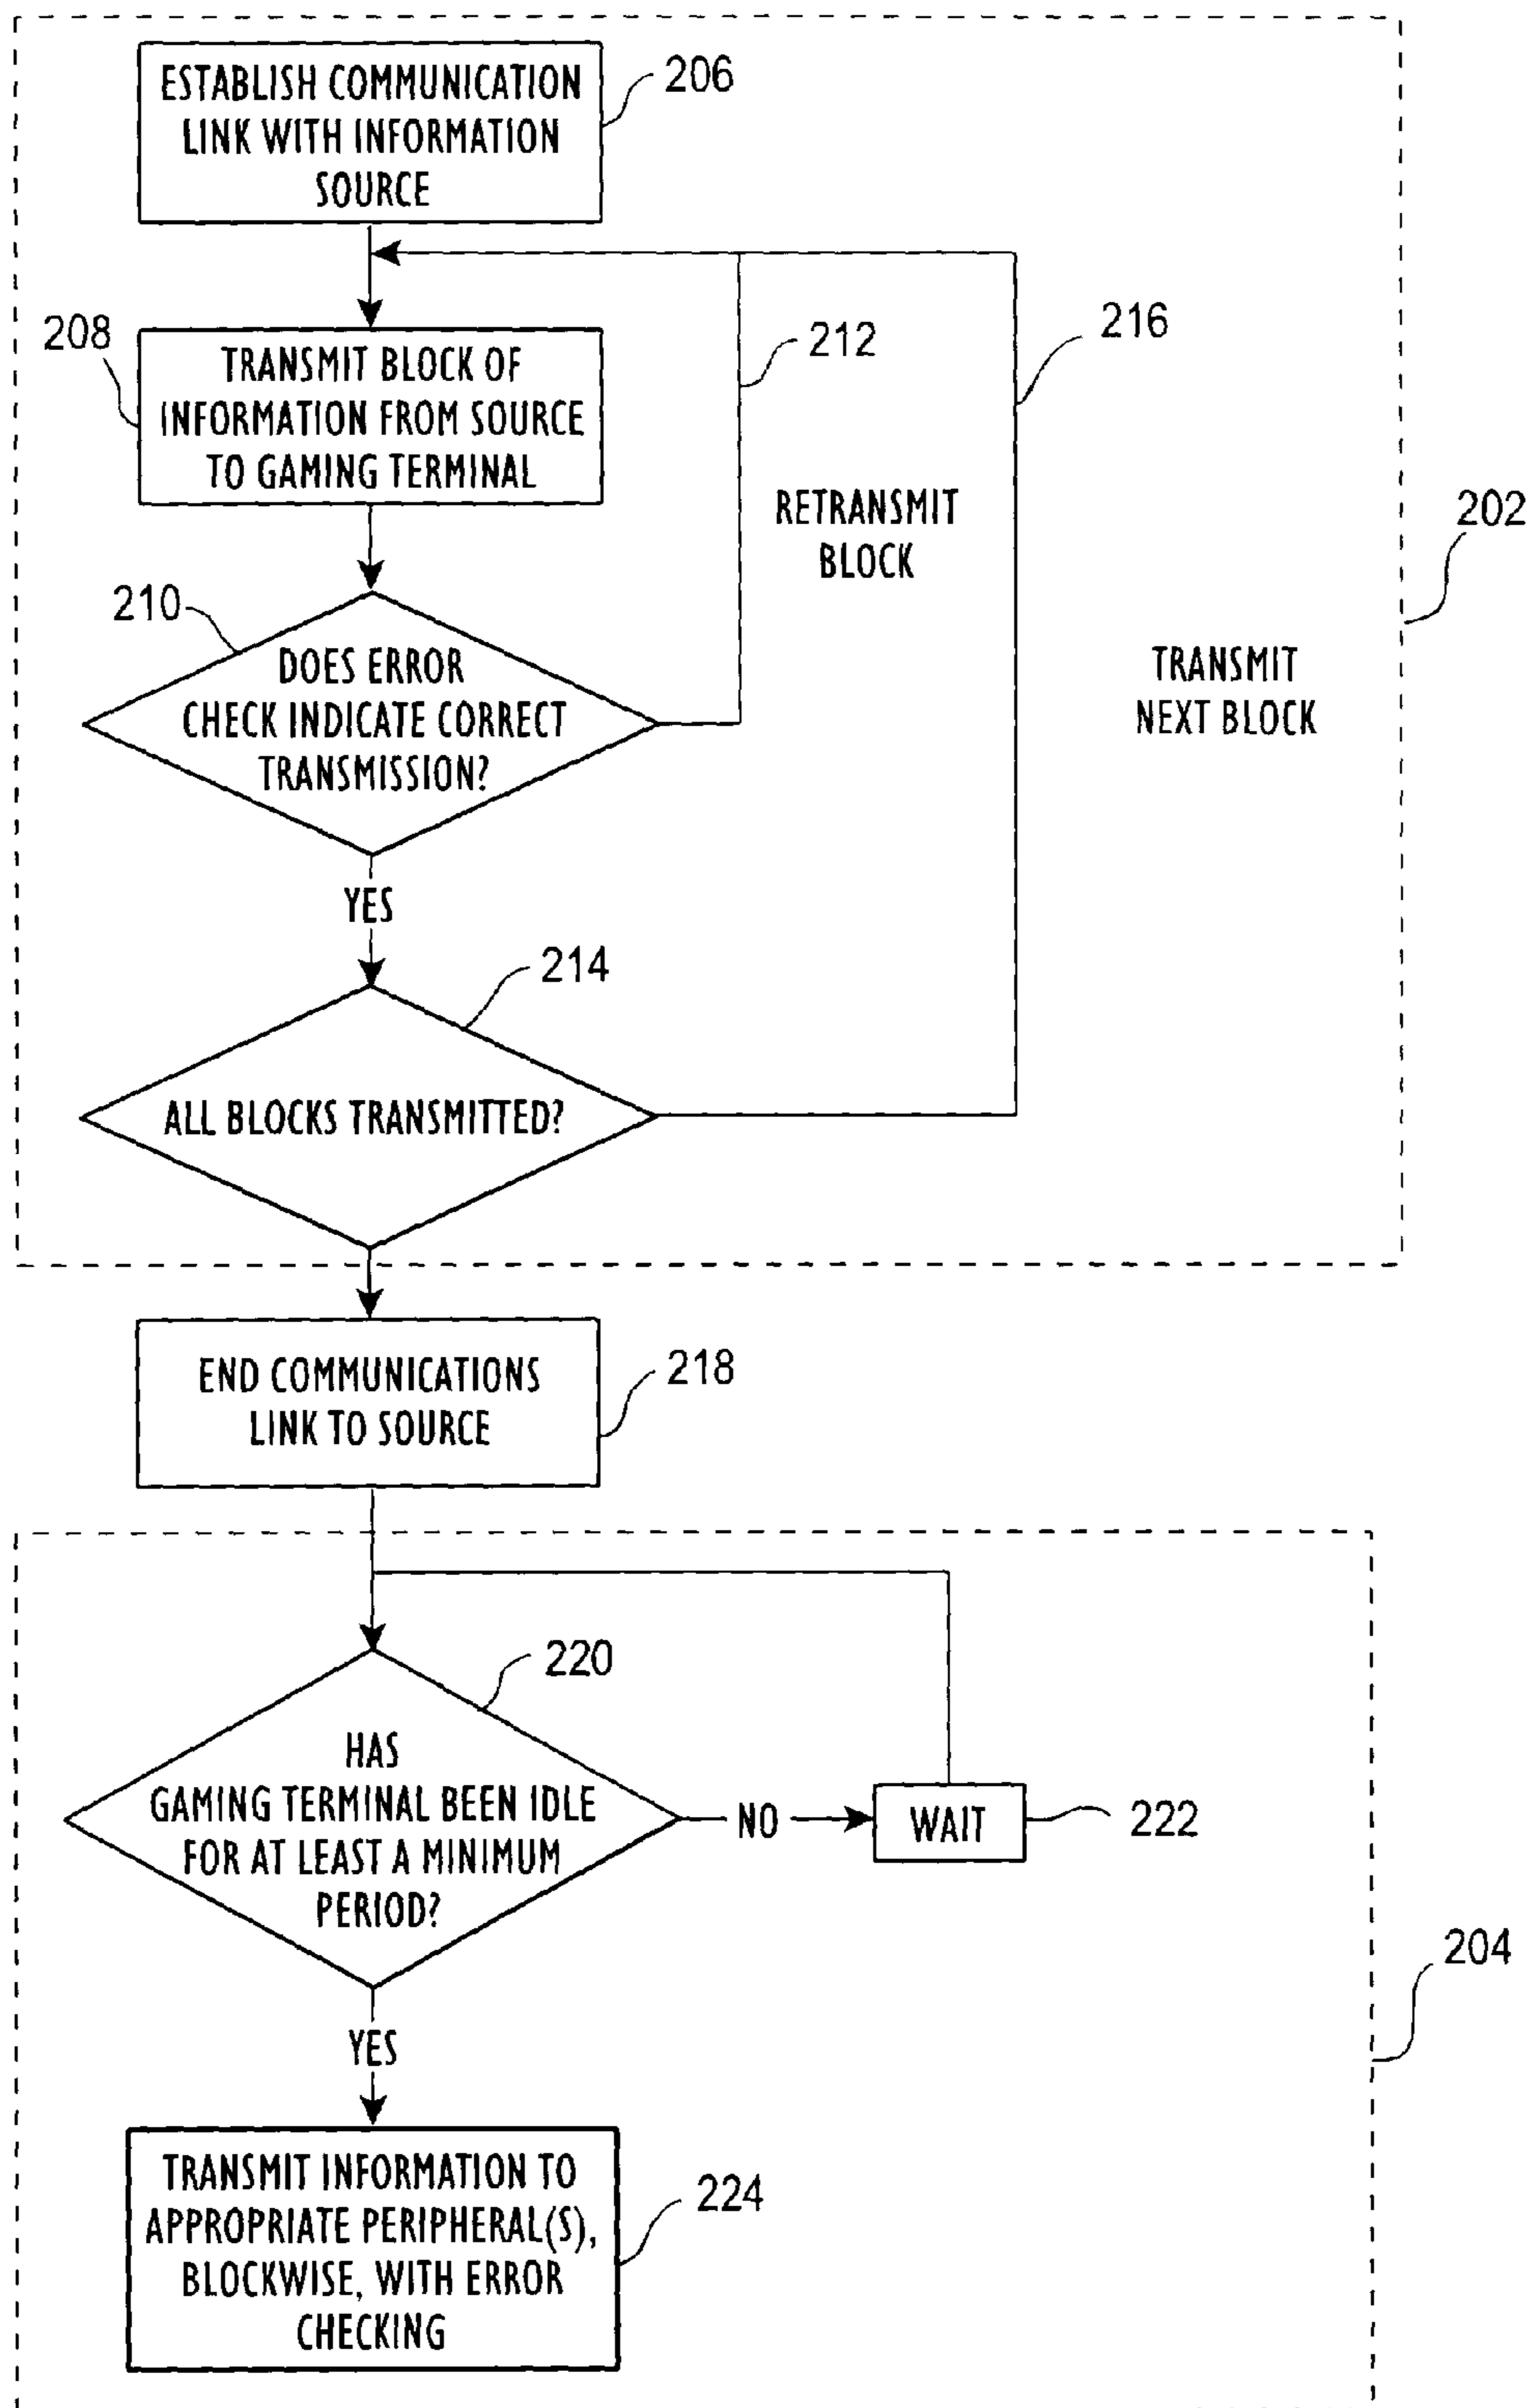 ESTABLISH COMMUNICATION
LINK WITH INFORMATION
SOURCE
206
208
TRANSMIT BLOCK OF
INFORMATION FROM SOURCE
TO GAMING TERMINAL
212
216
RETRANSMIT
BLOCK
202
210
DOES ERROR
CHECK INDICATE CORRECT
TRANSMISSION?
TRANSMIT
NEXT BLOCK
YES
214
ALL BLOCKS TRANSMITTED?
END COMMUNICATIONS
LINK TO SOURCE
218
220
HAS
GAMING TERMINAL BEEN IDLE
FOR AT LEAST A MINIMUM
PERIOD?
NO
WAIT
222
204
YES
TRANSMIT INFORMATION TO
APPROPRIATE PERIPHERAL(S),
BLOCKWISE, WITH ERROR
CHECKING
224